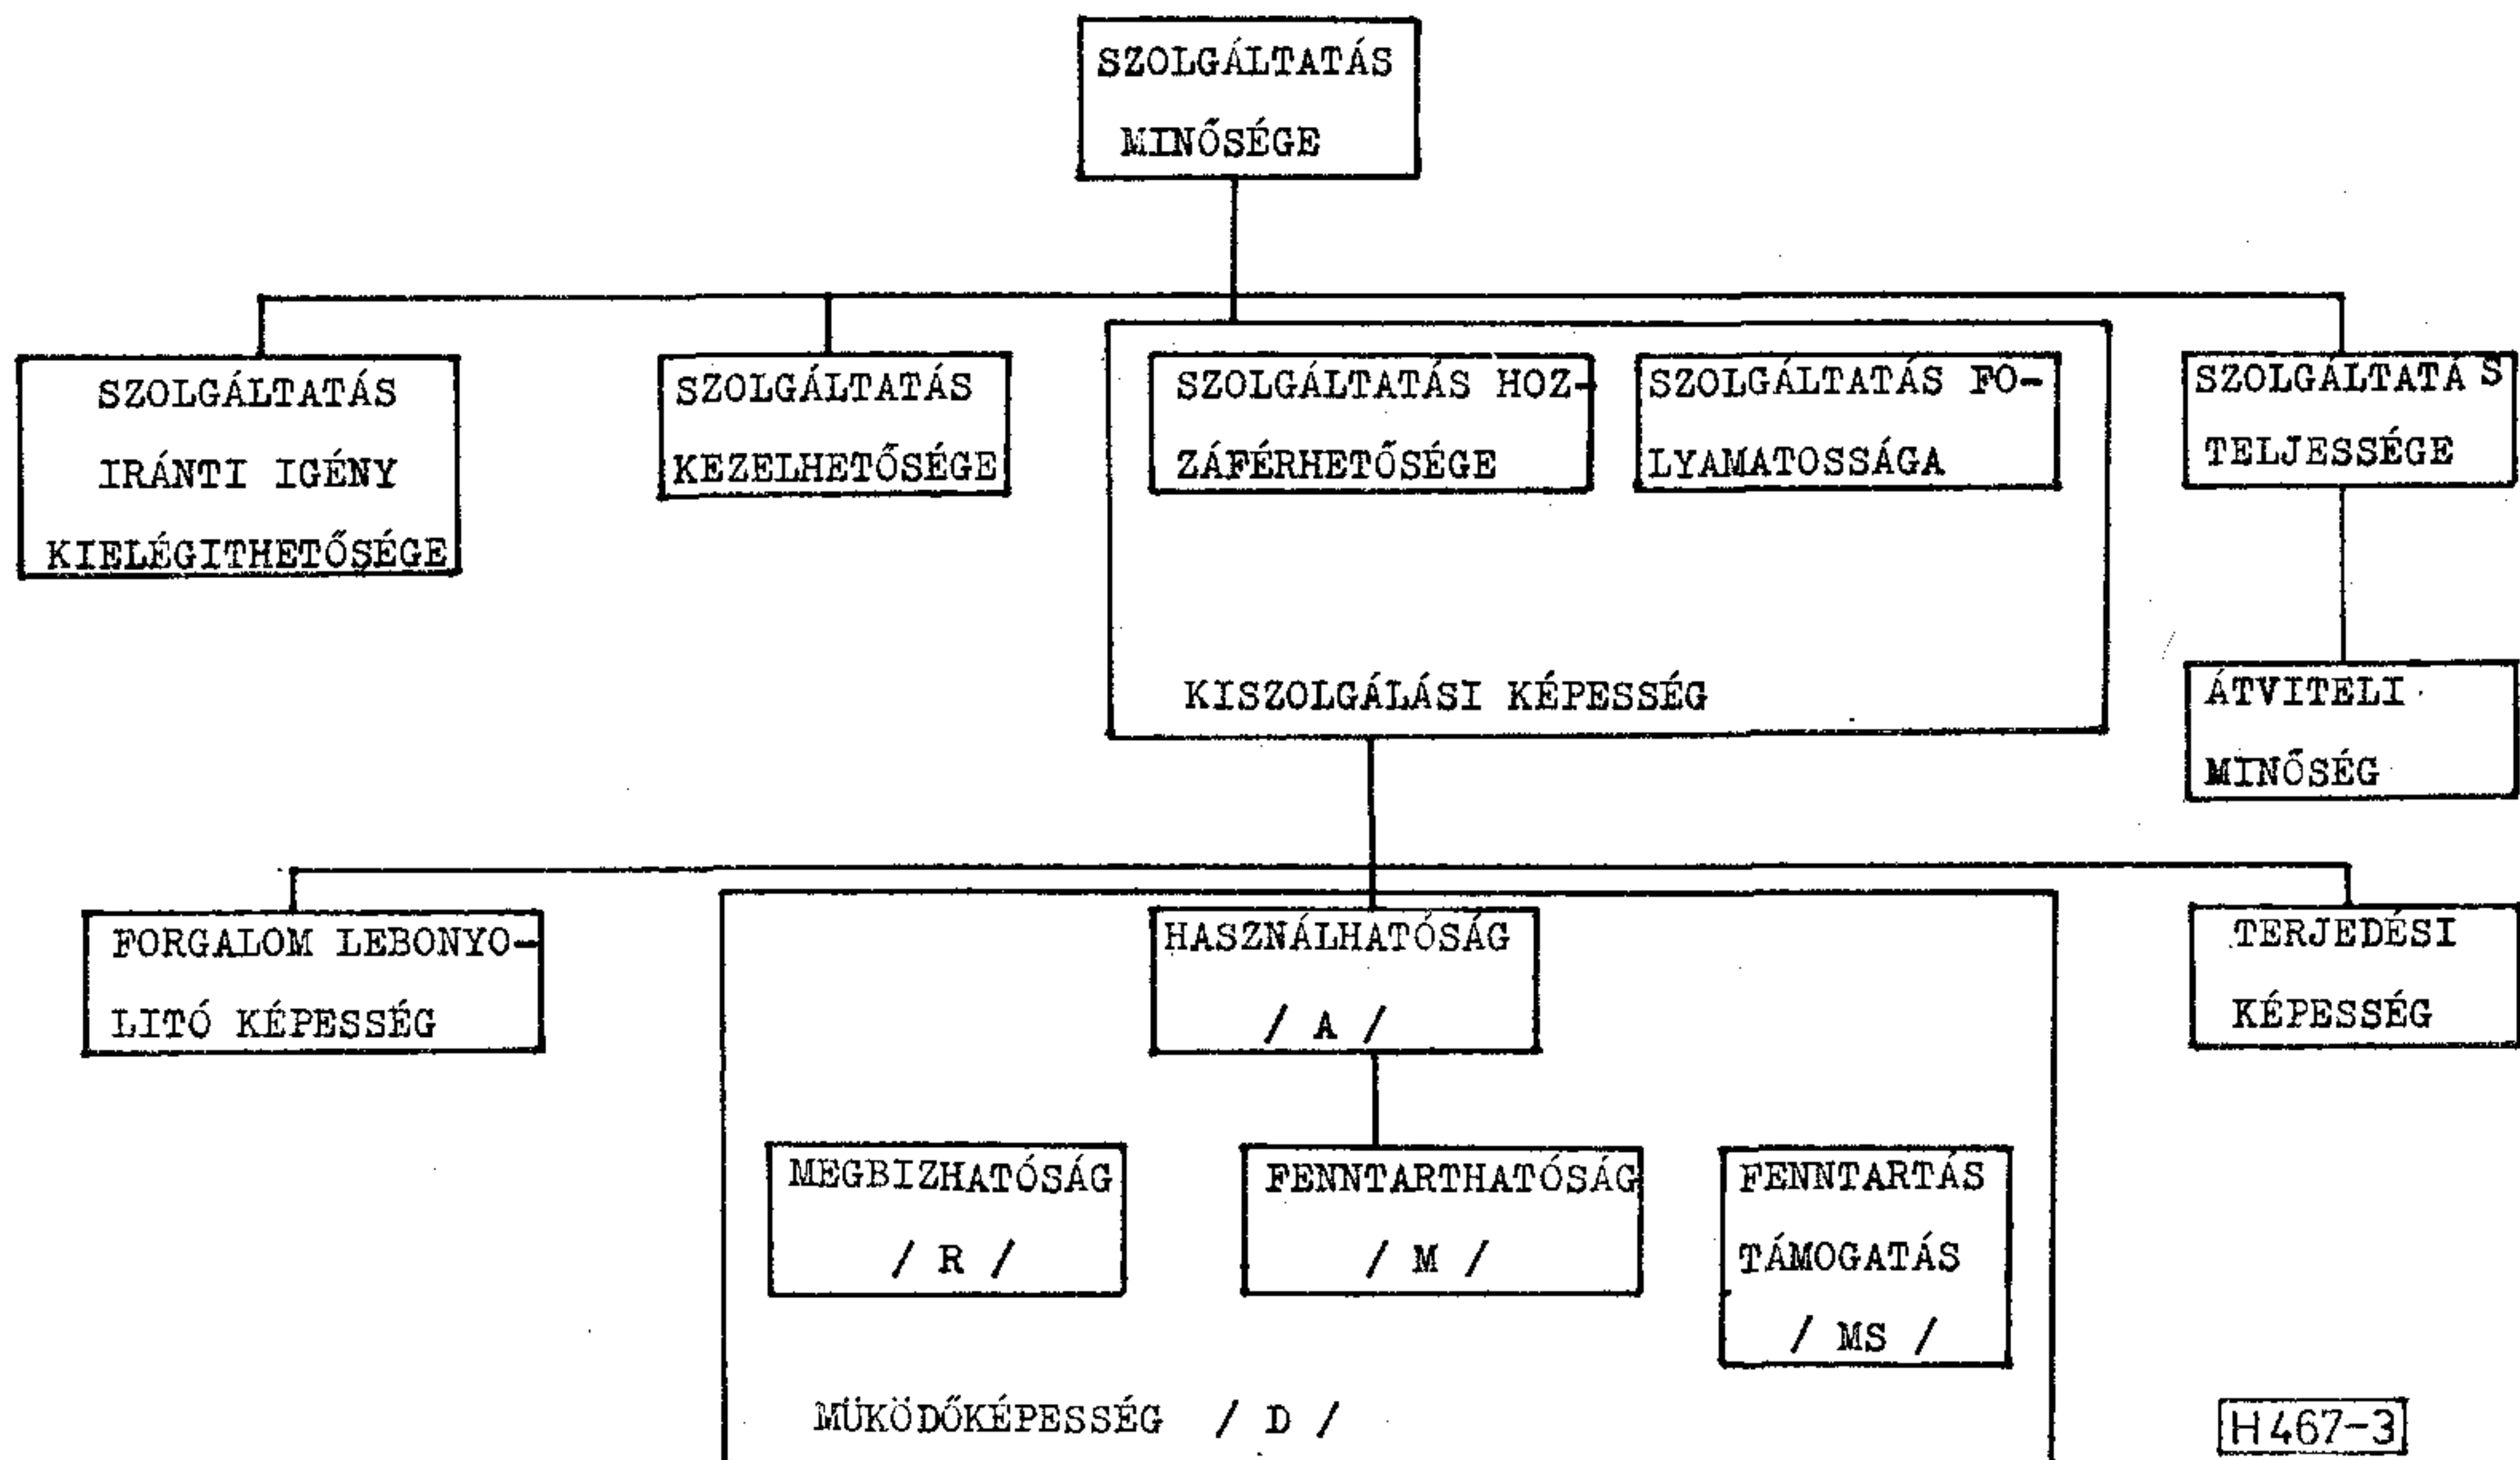 SZOLGÁLTATÁS
MINŐSÉGE
SZOLGÁLTATÁS
IRÁNTI IGÉNY
KIELÉGITHETŐSÉGE
SZOLGÁLTATÁS
KEZELHETŐSÉGE
SZOLGÁLTATÁS HOZ-
ZÁFÉRHETŐSÉGE
SZOLGÁLTATÁS FO-
LYAMATOSSÁGA
KISZOLGÁLÁSI KÉPESSÉG
SZOLGÁLTATÁS
TELJESSÉGE
ÁTVITELI
MINŐSÉG
FORGALOM LEBONYO-
LITÓ KÉPESSÉG
HASZNÁLHATÓSÁG
/ A /
TERJEDÉSI
KÉPESSÉG
MEGBIZHATÓSÁG
/ R /
FENNTARTHATÓSÁG
/ M /
FENNTARTÁS
TÁMOGATÁS
/ MS /
MÜKÖDŐKÉPESSÉG / D /
H467-3